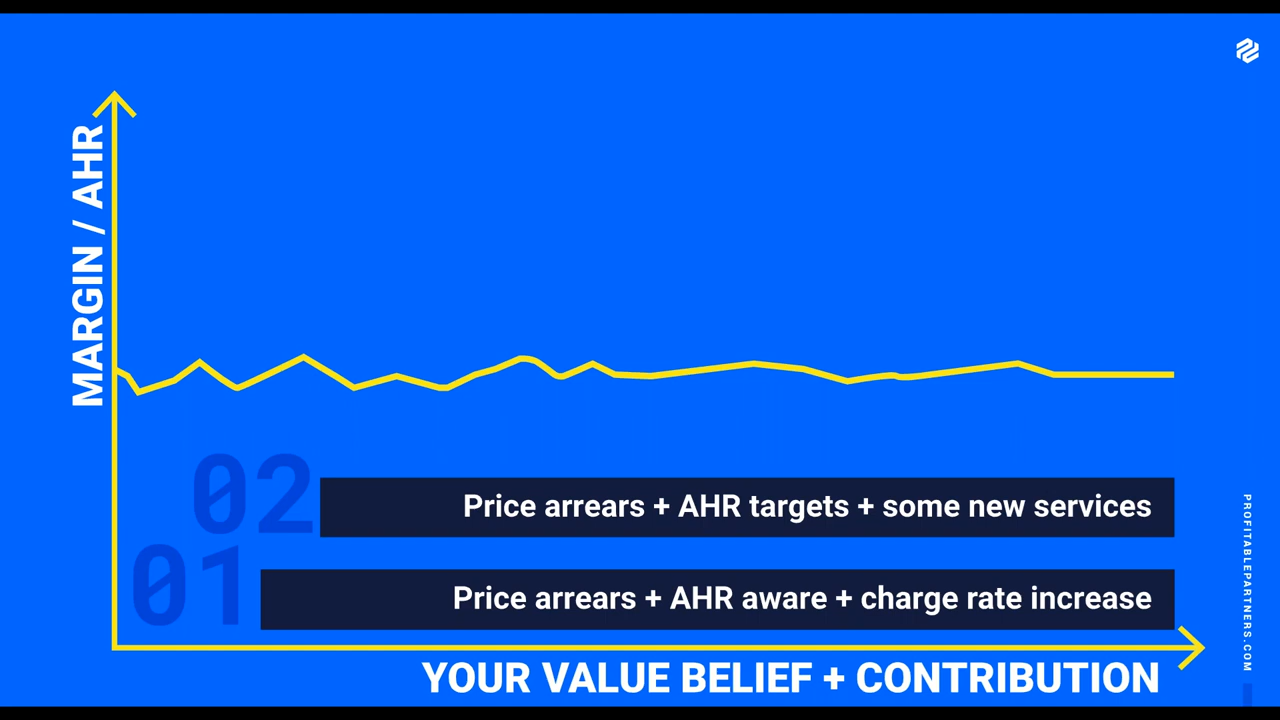 MARGIN / AHR
02
Price arrears + AHR targets + some new services
01
Price arrears + AHR aware + charge rate increase
YOUR VALUE BELIEF + CONTRIBUTION
PROFITABLEPARTNERS.COM